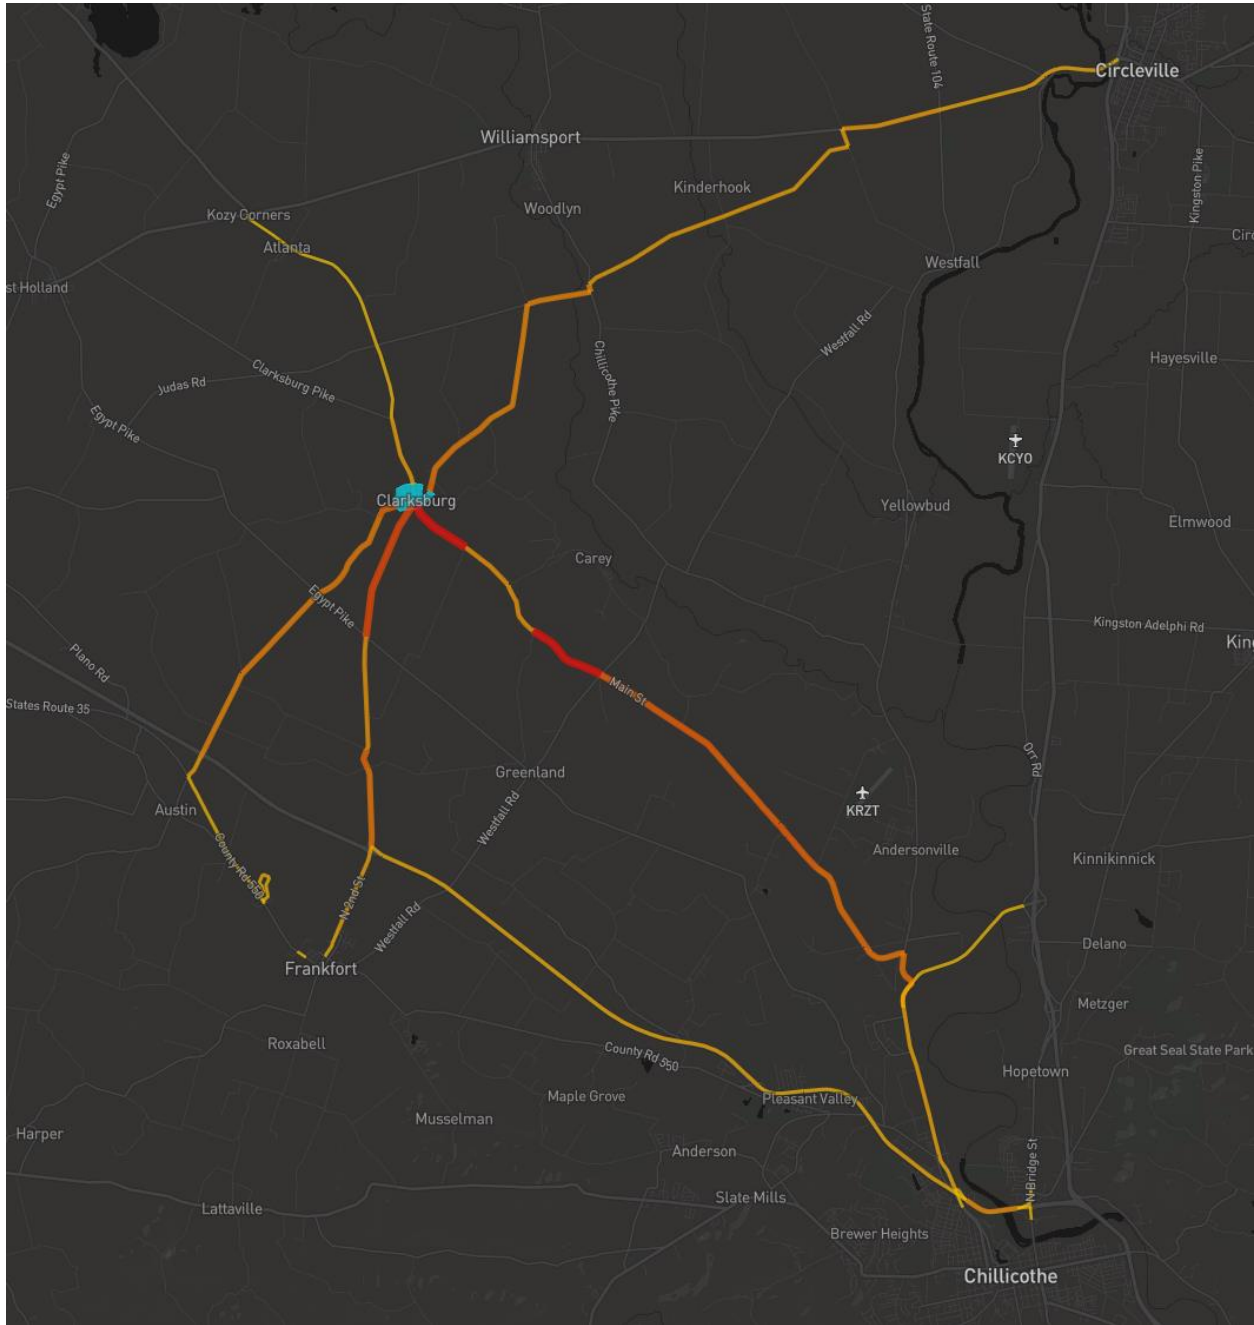 State Route 104
Circleville
Williamsport
Egypt Pike
Kingston Pike
Kinderhook
Woodlyn
Kozy Corners
Circ
Atlanta
Westfall
st Holland
Westfall Rd
Hayesville
Chillicothe Pike
Clarksburg Pike
Judas Rd
Egypt Pike
KCYO
Clarksburg
Yellowbud
Elmwood
Carey
Egypt Pike
Kingston Adelphi Rd
King
Plano Rd
Main St
States Route 35
Orr Rd
Greenland
Austin
KRZT
Westfall Rd
Andersonville
Kinnikinnick
County Rd 550
N 2nd St
Westfall Rd
Delano
Frankfort
Metzger
Roxabell
County Rd 550
Great Seal State Park
Hopetown
Maple Grove
Pleasant Valley
Musselman
Harper
Anderson
N Bridge St
Slate Mills
Lattaville
Brewer Heights
Chillicothe